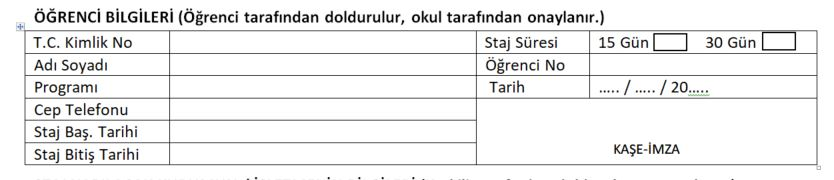 ÖĞRENCİ BİLGİLERİ (Öğrenci tarafından doldurulur, okul tarafından onaylanır.)
T.C. Kimlik No Staj Süresi 15 Gün 30 Gün
Adı Soyadı Öğrenci No
Programı Tarih ..... / ..... / 20.....
Cep Telefonu
Staj Baş. Tarihi
Staj Bitiş Tarihi KAŞE-İMZA